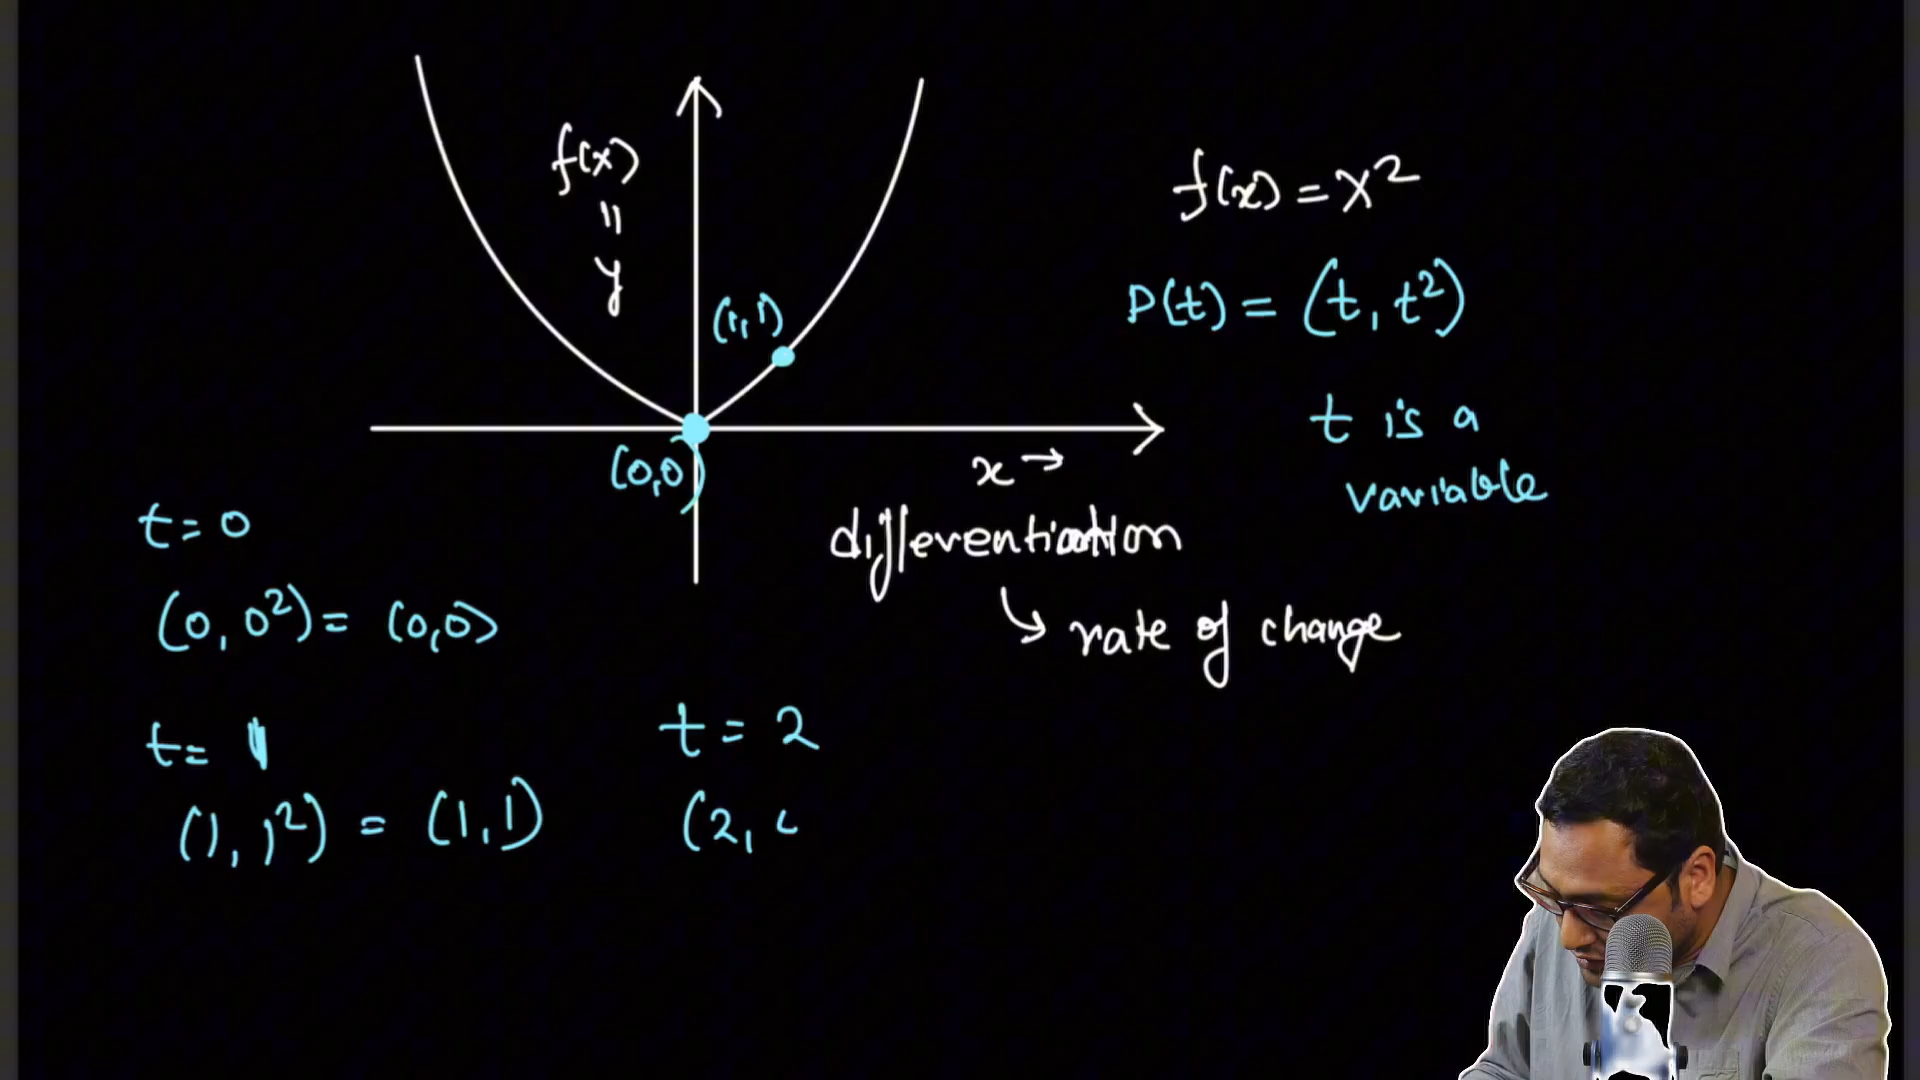 f(x)
=
y
(1,1)
(0,0)
x →
f(x) = x²
P(t) = (t, t²)
t is a
variable
differentiation
↳ rate of change
t = 0
(0, 0²) = (0,0)
t = 1
(1, 1²) = (1,1)
t = 2
(2,